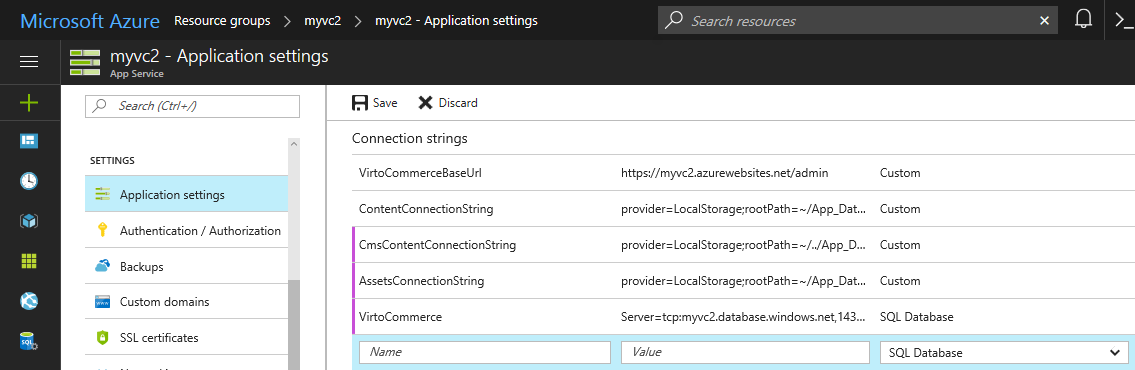 Microsoft Azure Resource groups > myvc2 > myvc2 - Application settings
Search resources
myvc2 - Application settings
App Service
Search (Ctrl+/)
SETTINGS
Application settings
Authentication / Authorization
Backups
Custom domains
SSL certificates
Save Discard
Connection strings
VirtoCommerceBaseUrl https://myvc2.azurewebsites.net/admin Custom
ContentConnectionString provider=LocalStorage;rootPath=~/App_Dat... Custom
CmsContentConnectionString provider=LocalStorage;rootPath=~/../App_D... Custom
AssetsConnectionString provider=LocalStorage;rootPath=~/App_Dat... Custom
VirtoCommerce Server=tcp:myvc2.database.windows.net,143... SQL Database
Name Value SQL Database